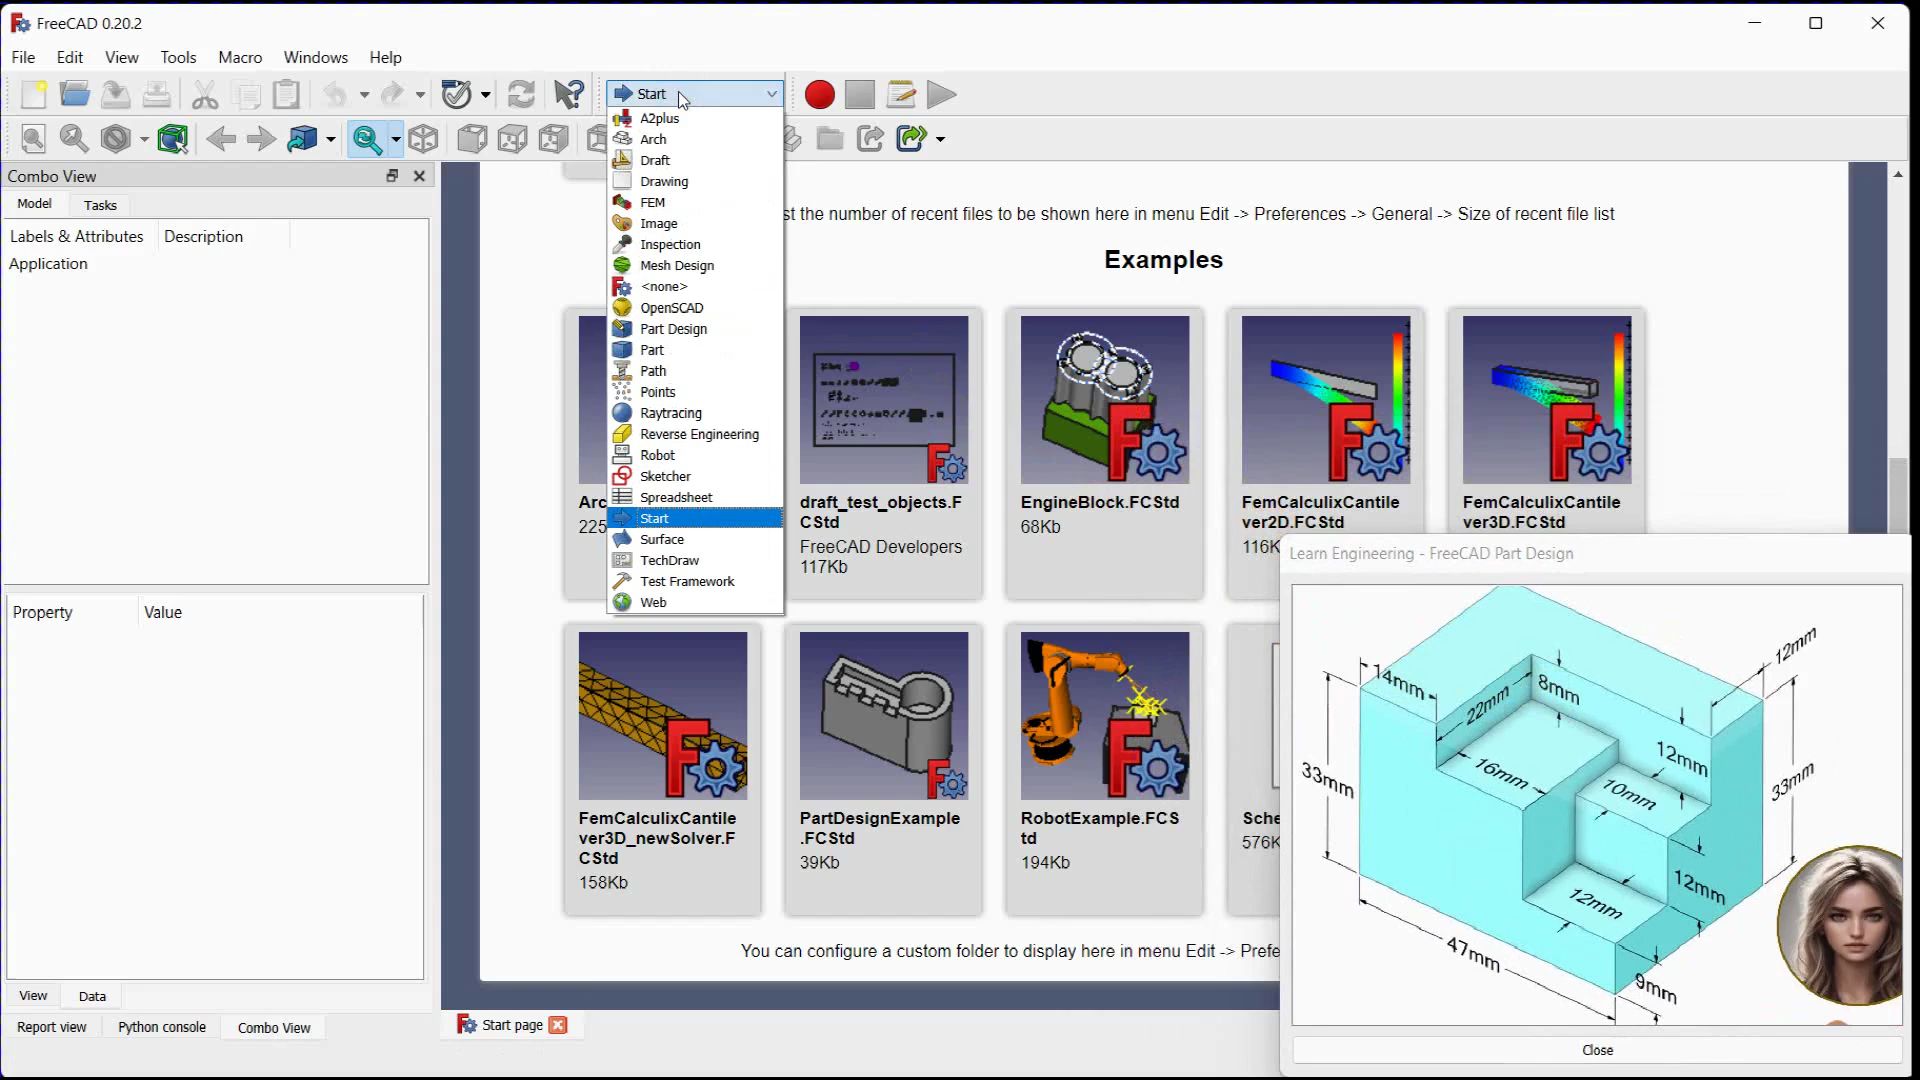 FreeCAD 0.20.2
File Edit View Tools Macro Windows Help
Start
A2plus
Arch
Draft
Drawing
FEM
Image
Inspection
Mesh Design
<none>
OpenSCAD
Part Design
Part
Path
Points
Raytracing
Reverse Engineering
Robot
Sketcher
Spreadsheet
Start
Surface
TechDraw
Test Framework
Web
Combo View
Model Tasks
Labels & Attributes Description
Application
Property Value
View Data
Report view Python console Combo View
st the number of recent files to be shown here in menu Edit -> Preferences -> General -> Size of recent file list
Examples
Arc
225
draft_test_objects.F
CStd
FreeCAD Developers
117Kb
EngineBlock.FCStd
68Kb
FemCalculixCantile
ver2D.FCStd
116K
FemCalculixCantile
ver3D.FCStd
FemCalculixCantile
ver3D_newSolver.F
CStd
158Kb
PartDesignExample
.FCStd
39Kb
RobotExample.FCS
td
194Kb
Sche
576K
You can configure a custom folder to display here in menu Edit -> Prefe
Start page
Learn Engineering - FreeCAD Part Design
12mm
14mm
8mm
22mm
12mm
33mm
16mm
10mm
33mm
12mm
12mm
47mm
9mm
Close